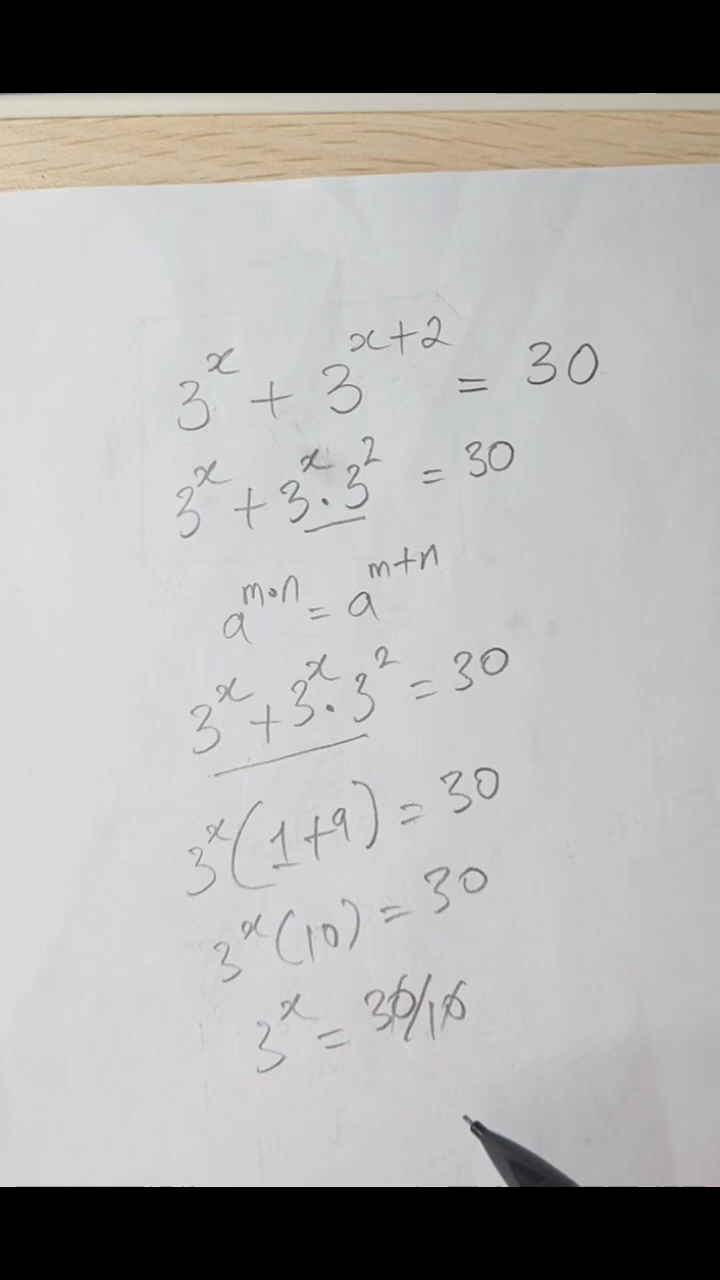 3^x + 3^(x+2) = 30
3^x + 3^x · 3^2 = 30
a^(m·n) = a^(m+n)
3^x + 3^x · 3^2 = 30
3^x (1+9) = 30
3^x (10) = 30
3^x = 30/10